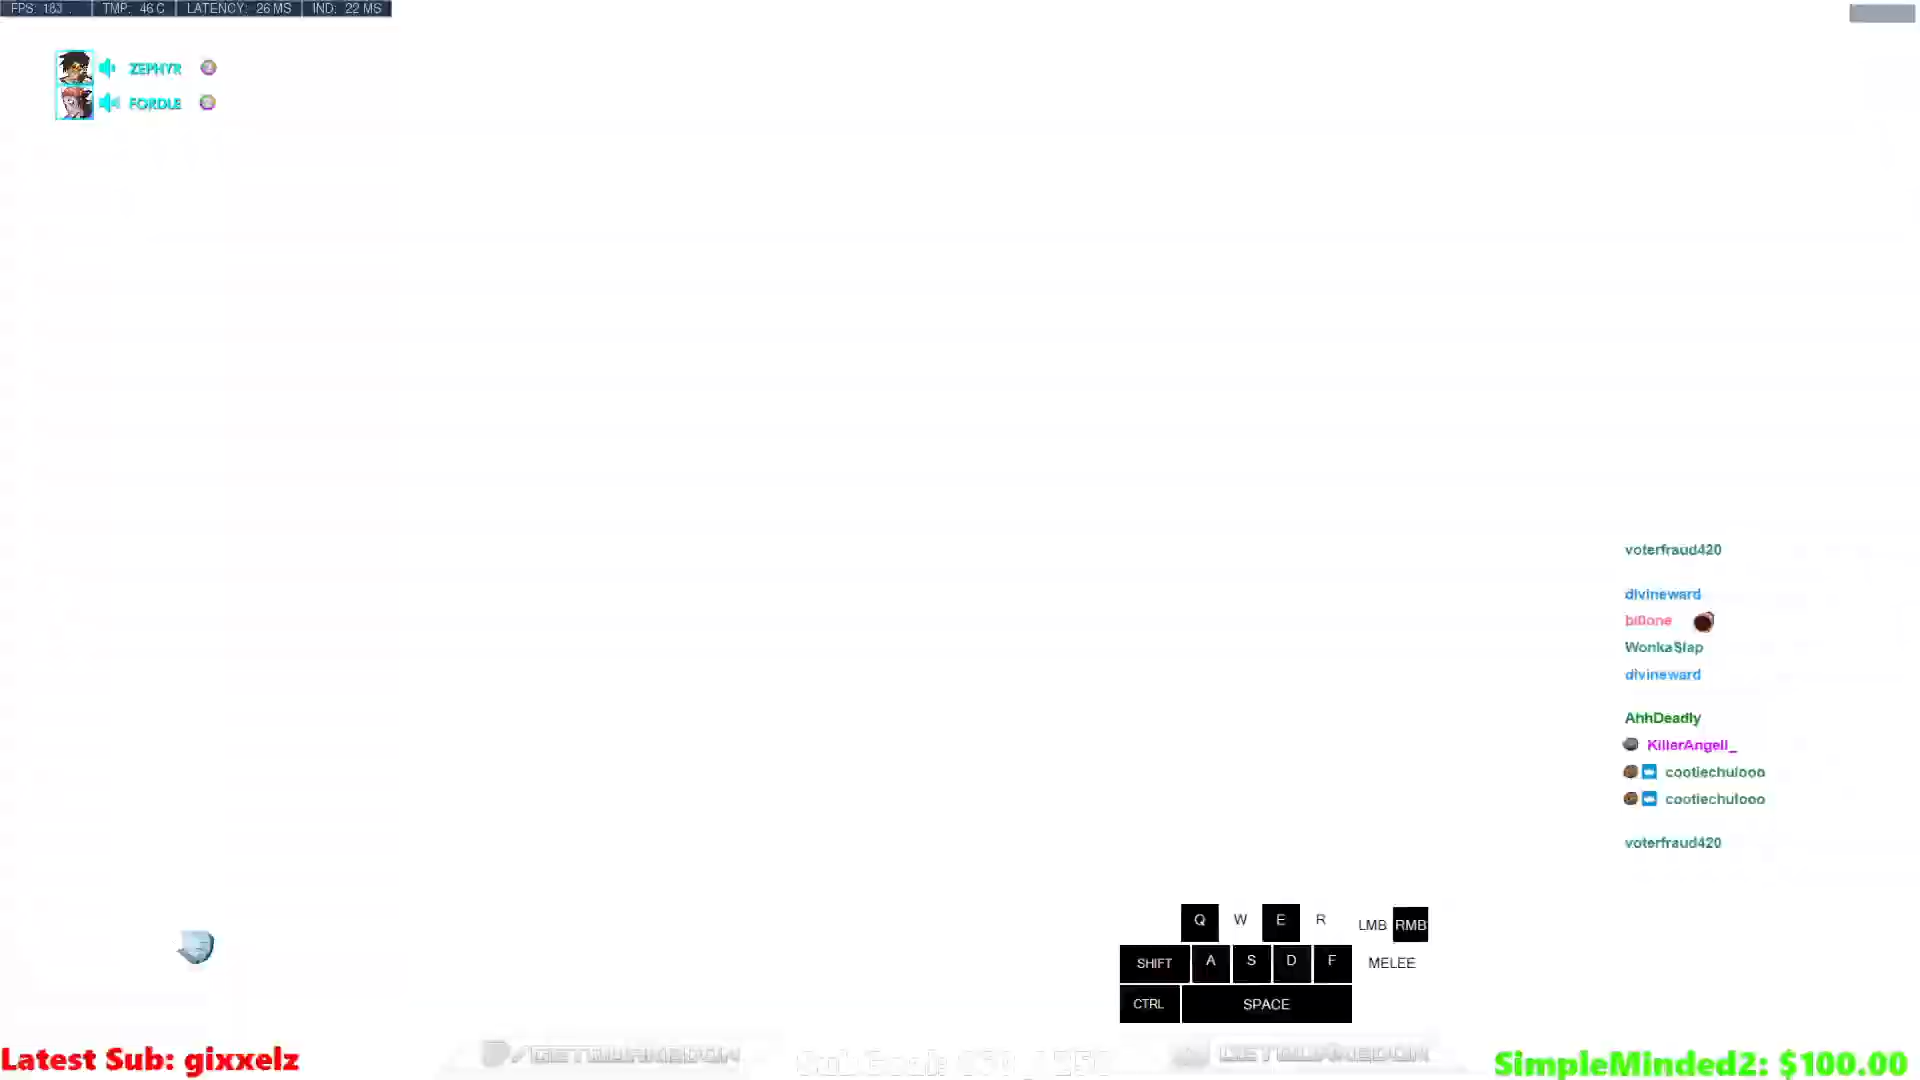 FPS: 183 TMP: 46 C LATENCY: 26 MS IND: 22 MS
ZEPHYR
FORDLE
voterfraud420
divineward
WonkaSlap
divineward
AhhDeadly
KillerAngell_
cootiechulooo
cootiechulooo
voterfraud420
Q W E R LMB RMB
SHIFT A S D F MELEE
CTRL SPACE
Latest Sub: gixxelz
SimpleMinded2: $100.00